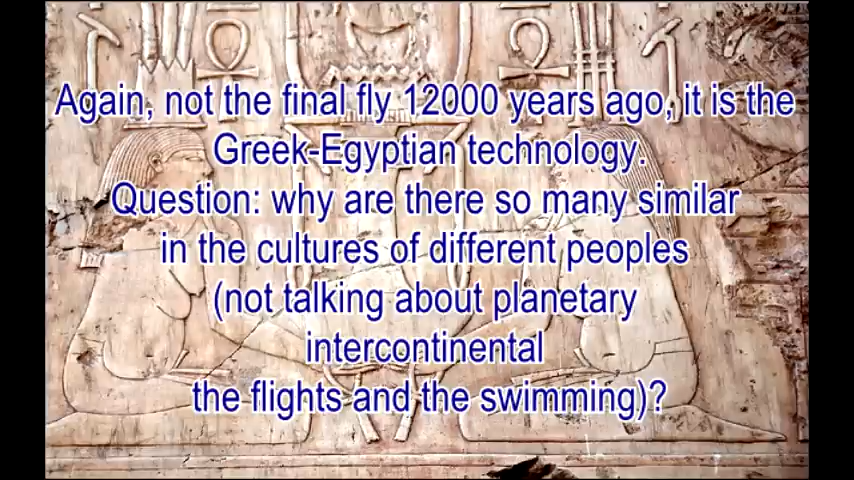 Again, not the final fly 12000 years ago, it is the
Greek-Egyptian technology.
Question: why are there so many similar
in the cultures of different peoples
(not talking about planetary
intercontinental
the flights and the swimming)?